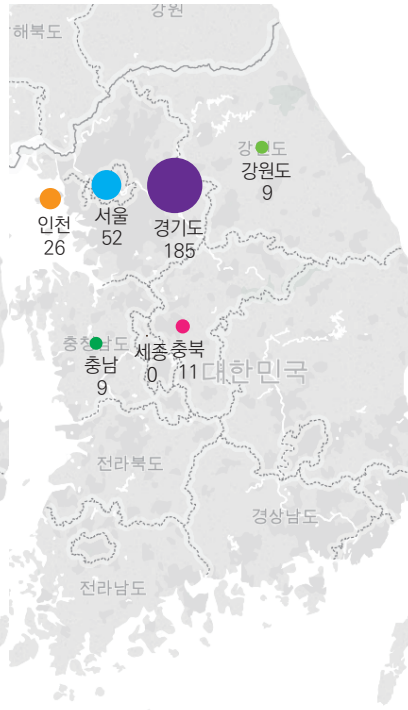 강원
해북도
강원도
강원도
9
인천
26
서울
52
경기도
185
충청남도
충남
9
세종
0
충북
11
대한민국
전라북도
경상남도
전라남도